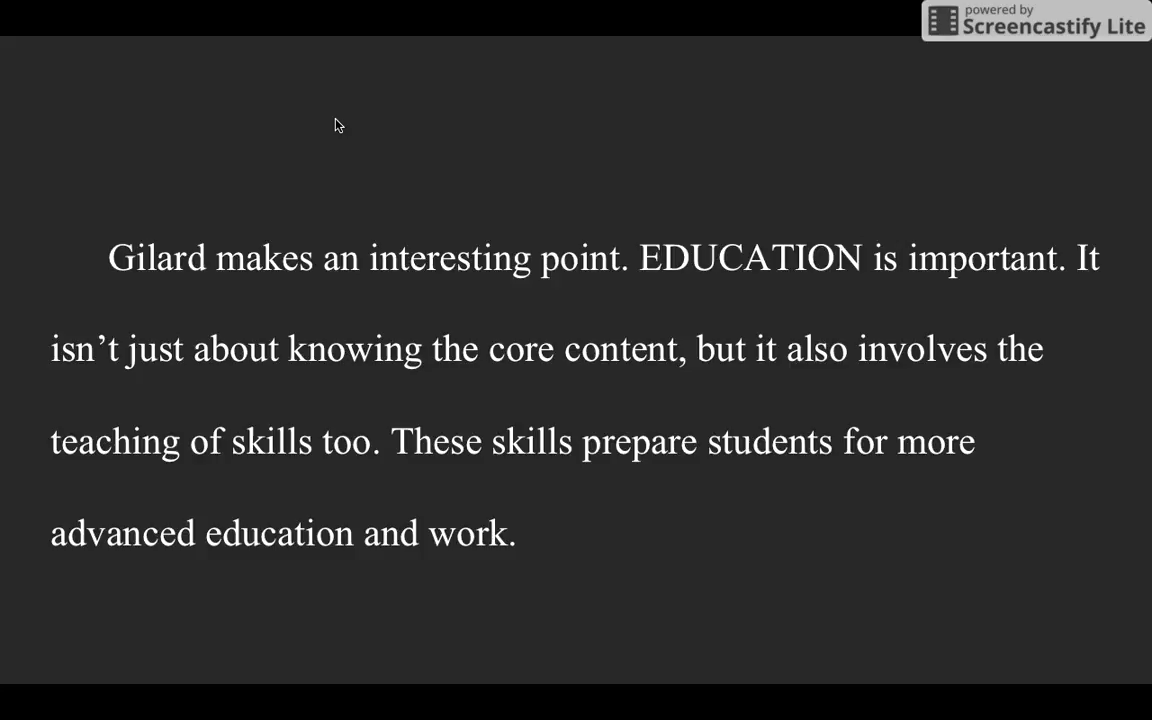 powered by
Screencastify Lite
Gilard makes an interesting point. EDUCATION is important. It
isn’t just about knowing the core content, but it also involves the
teaching of skills too. These skills prepare students for more
advanced education and work.